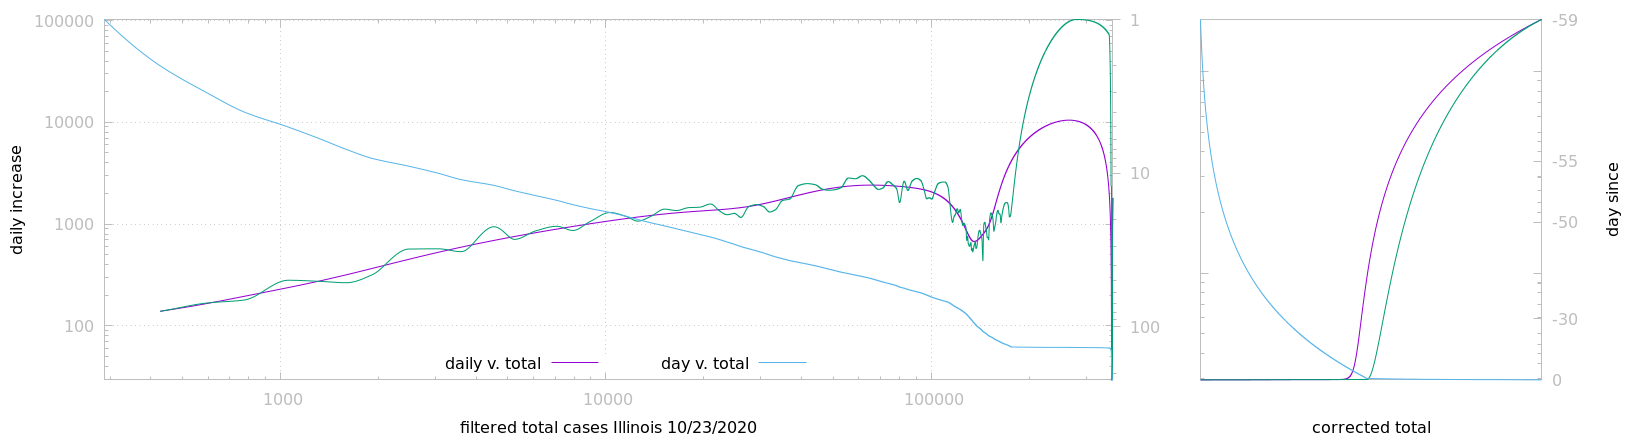 100000
10000
1000
100
daily increase
1000
10000
100000
1
10
100
daily v. total
day v. total
filtered total cases Illinois 10/23/2020
-59
-55
-50
-30
0
day since
corrected total